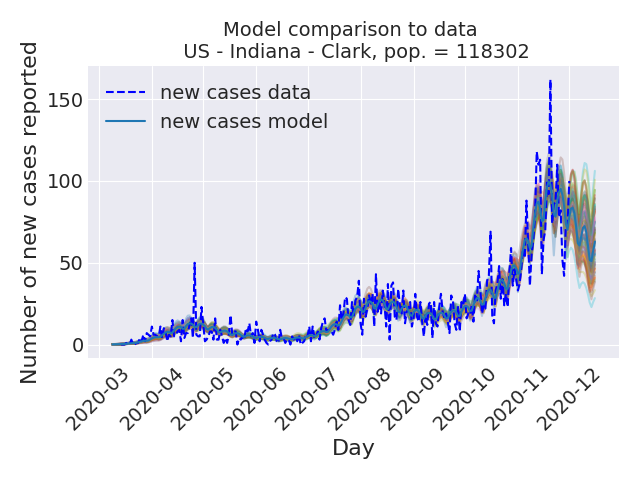 Model comparison to data
US - Indiana - Clark, pop. = 118302
Number of new cases reported
150
100
50
0
new cases data
new cases model
2020-03
2020-04
2020-05
2020-06
2020-07
2020-08
2020-09
2020-10
2020-11
2020-12
Day